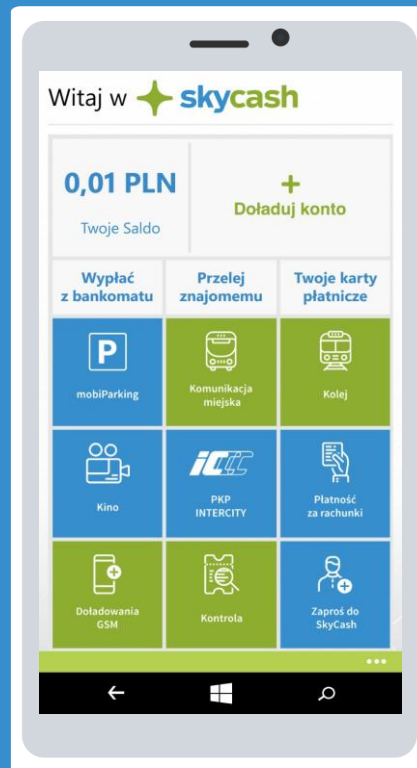 Witaj w skycash
0,01 PLN
Twoje Saldo
+
Doładuj konto
Wypłać
z bankomatu
Przelej
znajomemu
Twoje karty
płatnicze
P
mobiParking
Komunikacja
miejska
Kolej
Kino
IC
PKP
INTERCITY
Płatność
za rachunki
Doładowania
GSM
Kontrola
Zaproś do
SkyCash